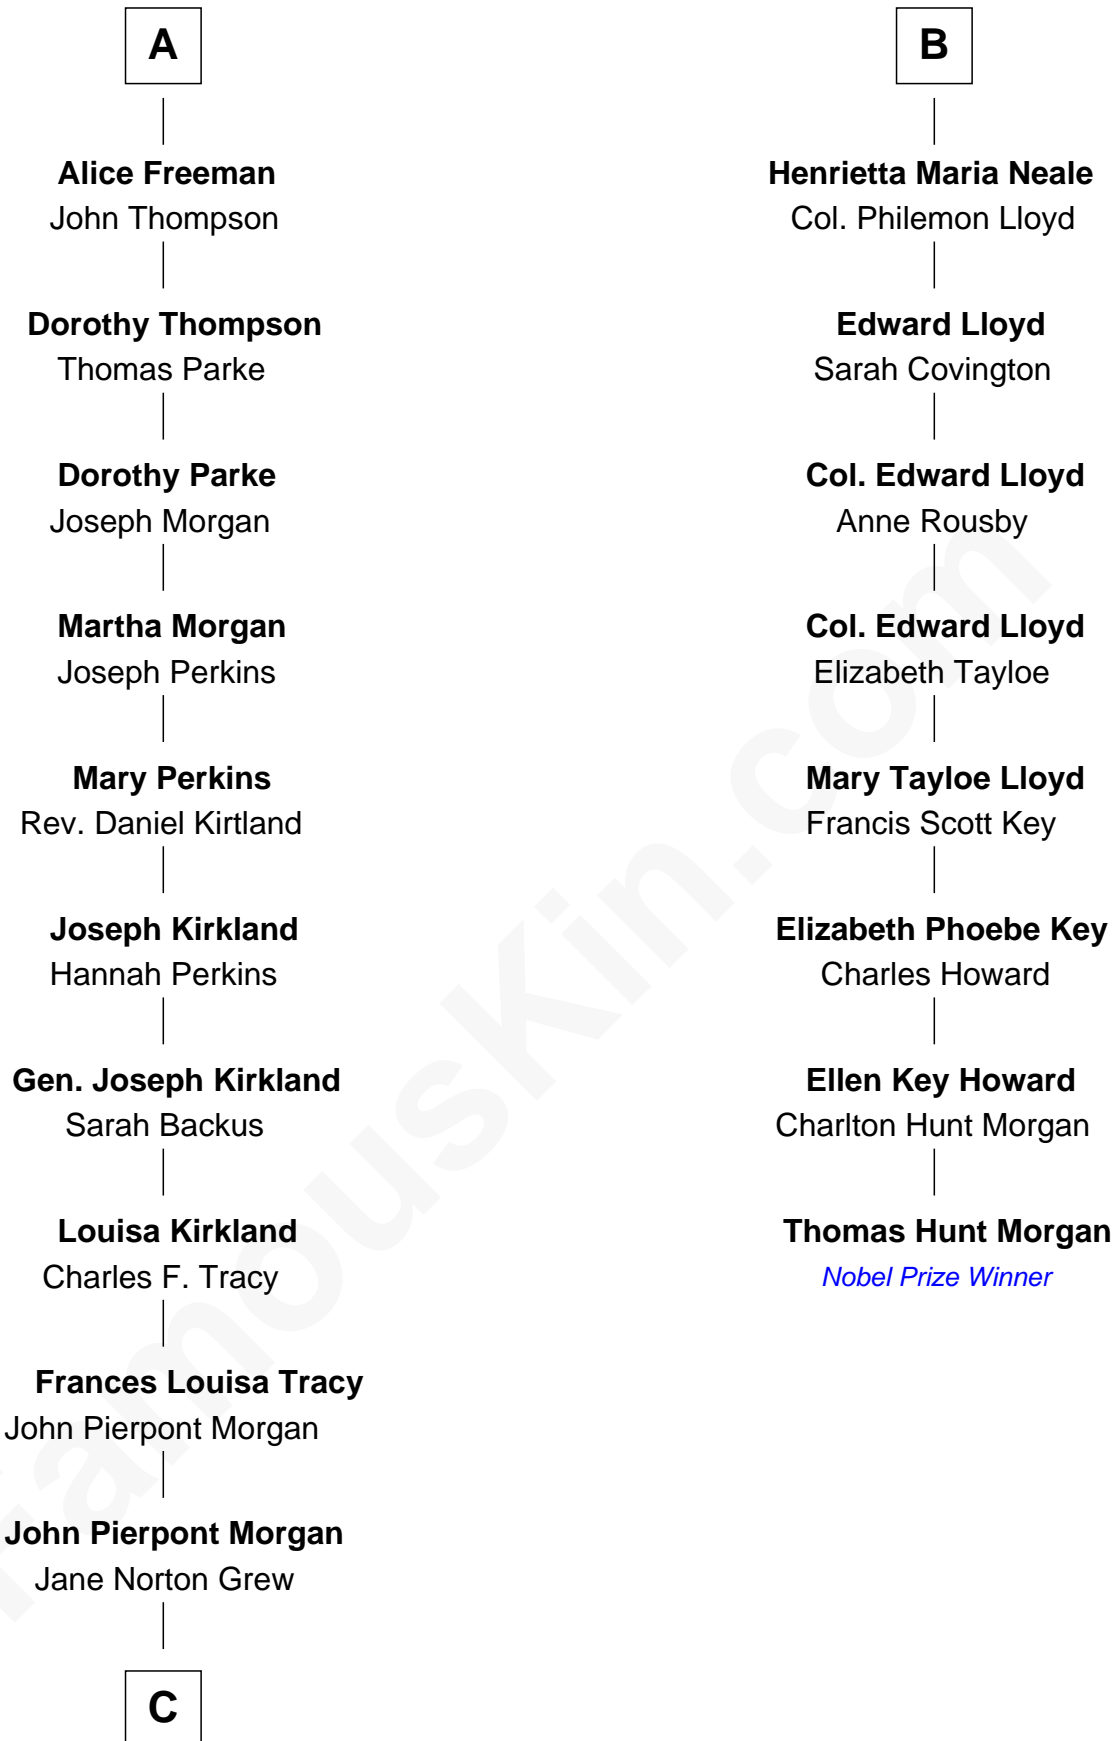 A
Alice Freeman
John Thompson
Dorothy Thompson
Thomas Parke
Dorothy Parke
Joseph Morgan
Martha Morgan
Joseph Perkins
Mary Perkins
Rev. Daniel Kirtland
Joseph Kirkland
Hannah Perkins
Gen. Joseph Kirkland
Sarah Backus
Louisa Kirkland
Charles F. Tracy
Frances Louisa Tracy
John Pierpont Morgan
John Pierpont Morgan
Jane Norton Grew
C
B
Henrietta Maria Neale
Col. Philemon Lloyd
Edward Lloyd
Sarah Covington
Col. Edward Lloyd
Anne Rousby
Col. Edward Lloyd
Elizabeth Tayloe
Mary Tayloe Lloyd
Francis Scott Key
Elizabeth Phoebe Key
Charles Howard
Ellen Key Howard
Charlton Hunt Morgan
Thomas Hunt Morgan
Nobel Prize Winner
FamousKin.com